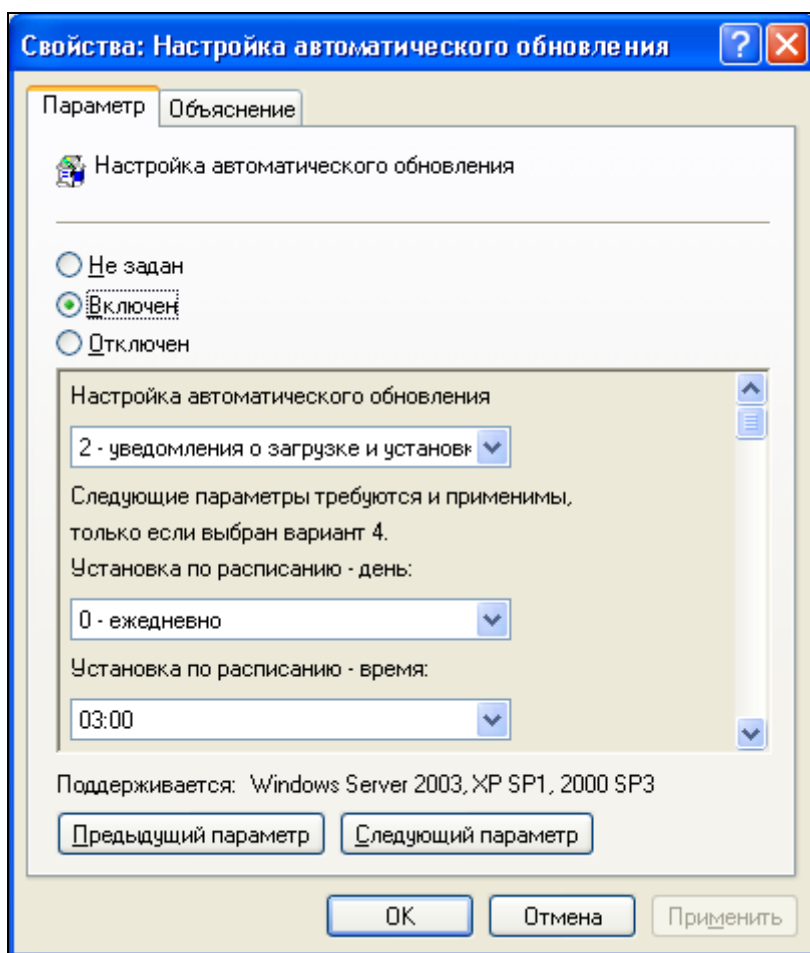 Свойства: Настройка автоматического обновления
Параметр Объяснение
Настройка автоматического обновления
Не задан
Включен
Отключен
Настройка автоматического обновления
2 - уведомления о загрузке и установк
Следующие параметры требуются и применимы,
только если выбран вариант 4.
Установка по расписанию - день:
0 - ежедневно
Установка по расписанию - время:
03:00
Поддерживается: Windows Server 2003, XP SP1, 2000 SP3
Предыдущий параметр Следующий параметр
OK Отмена Применить